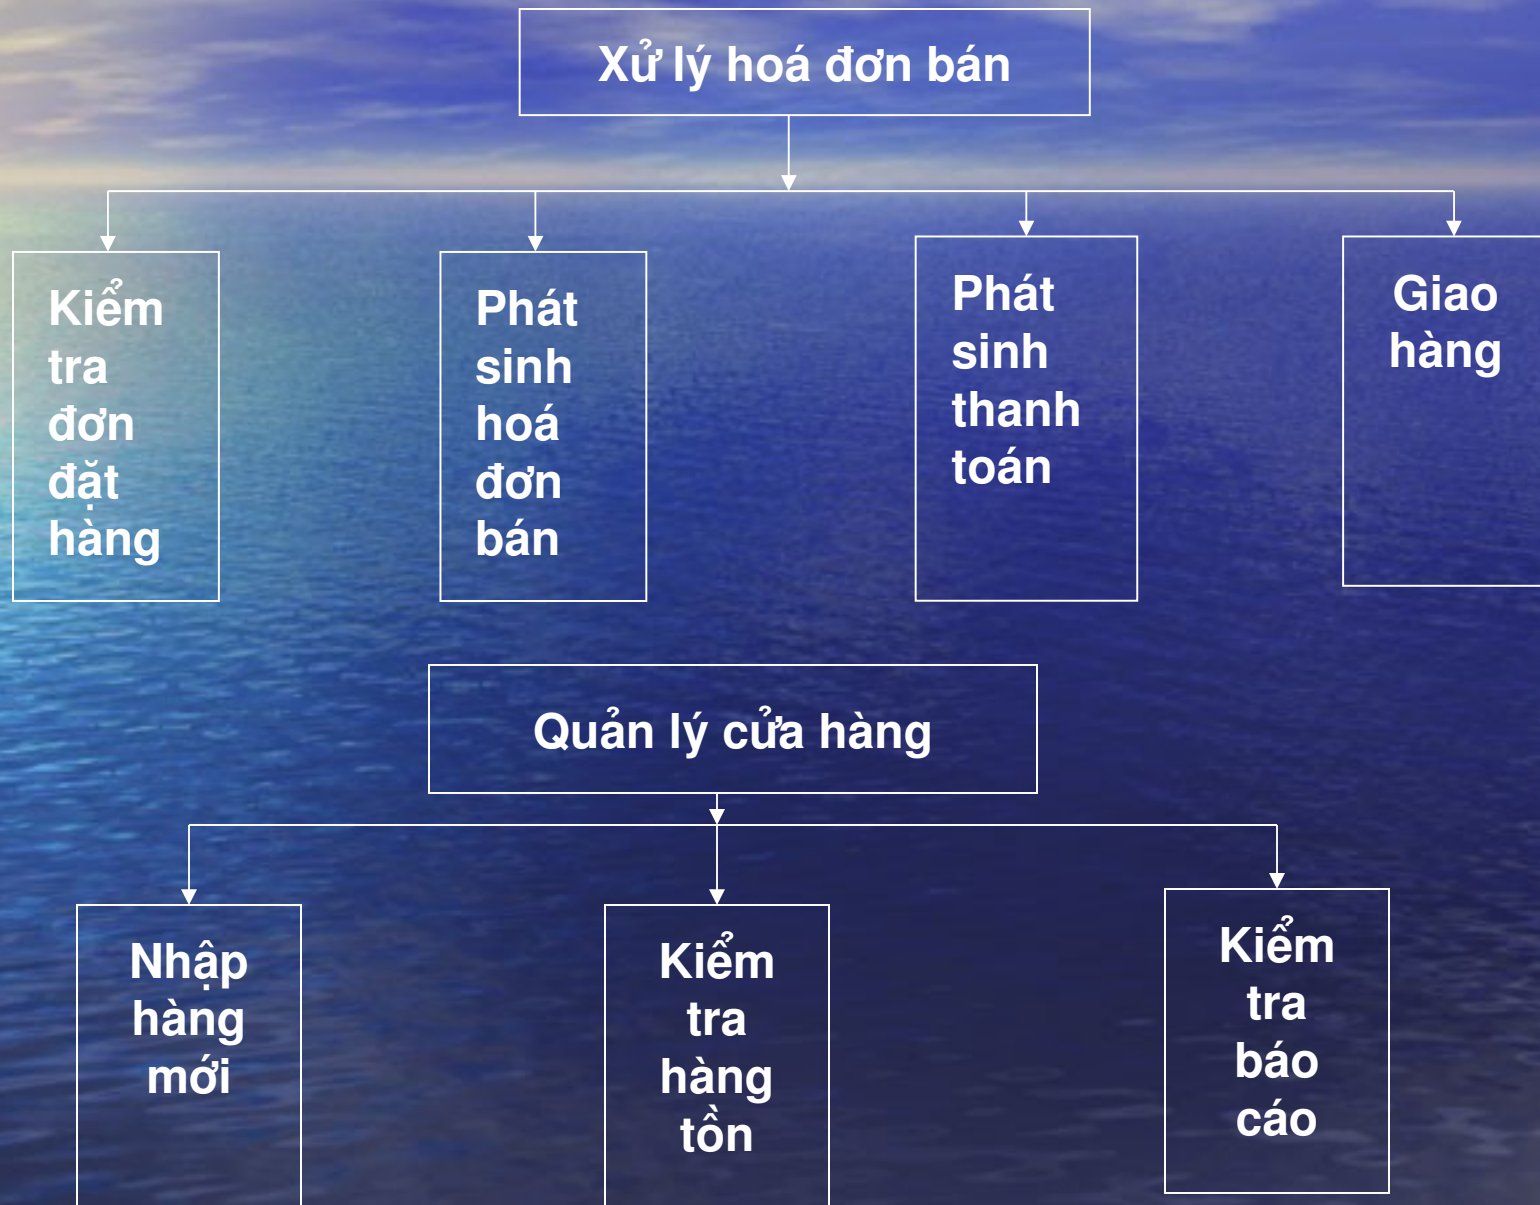 Xử lý hoá đơn bán
Kiểm
tra
đơn
đặt
hàng
Phát
sinh
hoá
đơn
bán
Phát
sinh
thanh
toán
Giao
hàng
Quản lý cửa hàng
Nhập
hàng
mới
Kiểm
tra
hàng
tồn
Kiểm
tra
báo
cáo